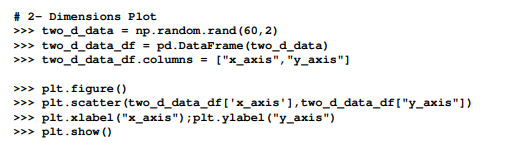 # 2- Dimensions Plot
>>> two_d_data = np.random.rand(60,2)
>>> two_d_data_df = pd.DataFrame(two_d_data)
>>> two_d_data_df.columns = ["x_axis","y_axis"]
>>> plt.figure()
>>> plt.scatter(two_d_data_df['x_axis'],two_d_data_df["y_axis"])
>>> plt.xlabel("x_axis");plt.ylabel("y_axis")
>>> plt.show()